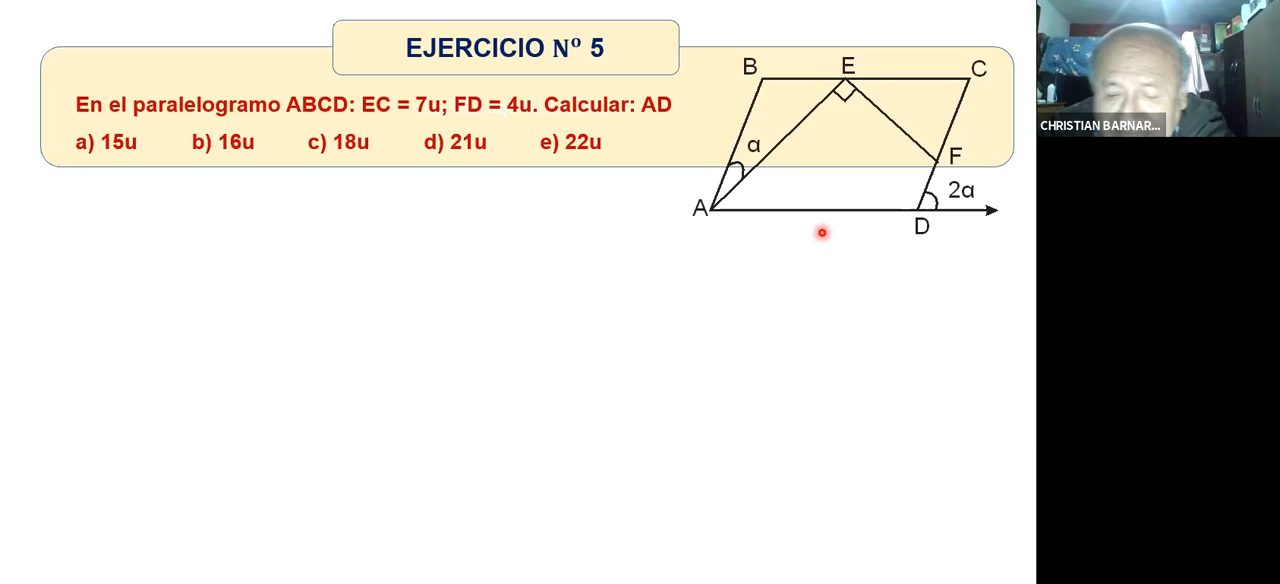 EJERCICIO Nº 5
En el paralelogramo ABCD: EC = 7u; FD = 4u. Calcular: AD
a) 15u b) 16u c) 18u d) 21u e) 22u
B E C
α
F
2α
A
D
CHRISTIAN BARNAR...